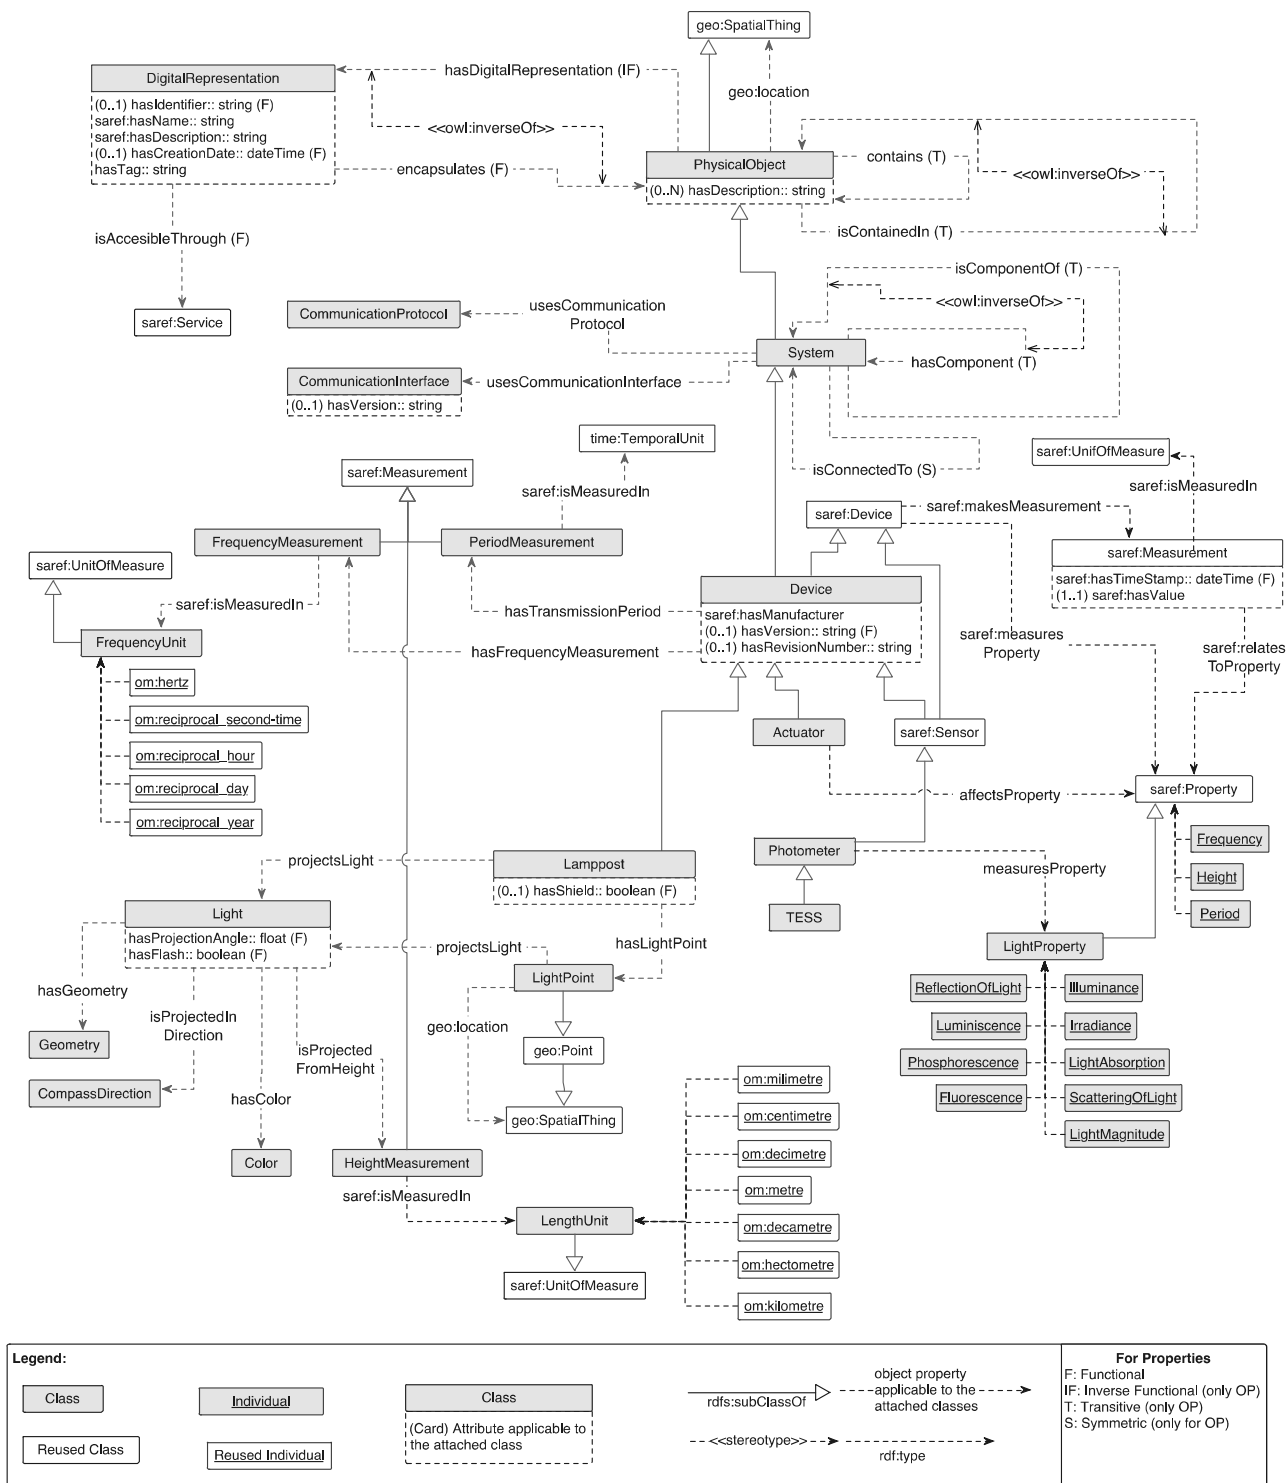 geo:SpatialThing
hasDigitalRepresentation (IF)
DigitalRepresentation
geo:location
(0..1) hasIdentifier:: string (F)
saref:hasName:: string
saref:hasDescription:: string
(0..1) hasCreationDate:: dateTime (F)
hasTag:: string
<<owl:inverseOf>>
encapsulates (F)
PhysicalObject
(0..N) hasDescription:: string
contains (T)
<<owl:inverseOf>>
isContainedIn (T)
isAccesibleThrough (F)
saref:Service
isComponentOf (T)
<<owl:inverseOf>>
CommunicationProtocol
usesCommunication
Protocol
System
hasComponent (T)
CommunicationInterface
(0..1) hasVersion:: string
usesCommunicationInterface
isConnectedTo (S)
time:TemporalUnit
saref:Measurement
saref:isMeasuredIn
saref:UnifOfMeasure
saref:isMeasuredIn
saref:Device
saref:makesMeasurement
FrequencyMeasurement
PeriodMeasurement
saref:Measurement
saref:hasTimeStamp:: dateTime (F)
(1..1) saref:hasValue
saref:UnitOfMeasure
saref:isMeasuredIn
Device
saref:hasManufacturer
(0..1) hasVersion:: string (F)
(0..1) hasRevisionNumber:: string
hasTransmissionPeriod
FrequencyUnit
hasFrequencyMeasurement
saref:measures
Property
saref:relates
ToProperty
om:hertz
om:reciprocal_second-time
om:reciprocal_hour
om:reciprocal_day
om:reciprocal_year
Actuator
saref:Sensor
affectsProperty
saref:Property
Frequency
Height
Period
projectsLight
Lamppost
(0..1) hasShield:: boolean (F)
Photometer
measuresProperty
TESS
Light
hasProjectionAngle:: float (F)
hasFlash:: boolean (F)
projectsLight
hasLightPoint
LightProperty
hasGeometry
LightPoint
ReflectionOfLight
Illuminance
isProjectedIn
Direction
geo:location
Luminiscence
Irradiance
Geometry
isProjected
FromHeight
geo:Point
Phosphorescence
LightAbsorption
CompassDirection
hasColor
om:milimetre
Fluorescence
ScatteringOfLight
geo:SpatialThing
om:centimetre
LightMagnitude
Color
HeightMeasurement
om:decimetre
saref:isMeasuredIn
om:metre
LengthUnit
om:decametre
saref:UnitOfMeasure
om:hectometre
om:kilometre
Legend:
Class
Individual
Class
(Card) Attribute applicable to
the attached class
Reused Class
Reused Individual
rdfs:subClassOf
object property
applicable to the
attached classes
<<stereotype>>
rdf:type
For Properties
F: Functional
IF: Inverse Functional (only OP)
T: Transitive (only OP)
S: Symmetric (only for OP)